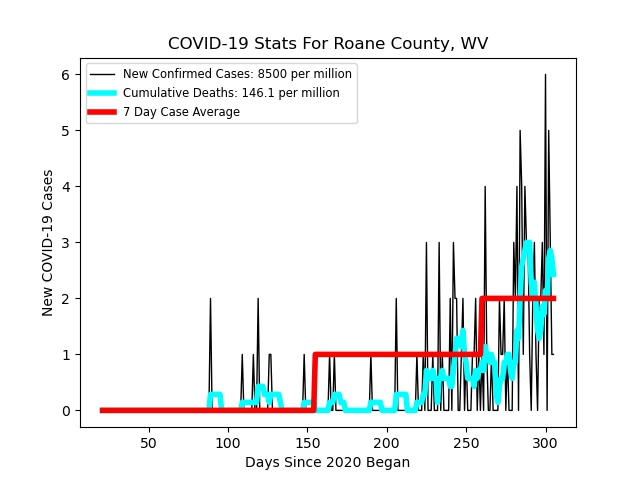 COVID-19 Stats For Roane County, WV
New Confirmed Cases: 8500 per million
Cumulative Deaths: 146.1 per million
7 Day Case Average
New COVID-19 Cases
6
5
4
3
2
1
0
50 100 150 200 250 300
Days Since 2020 Began